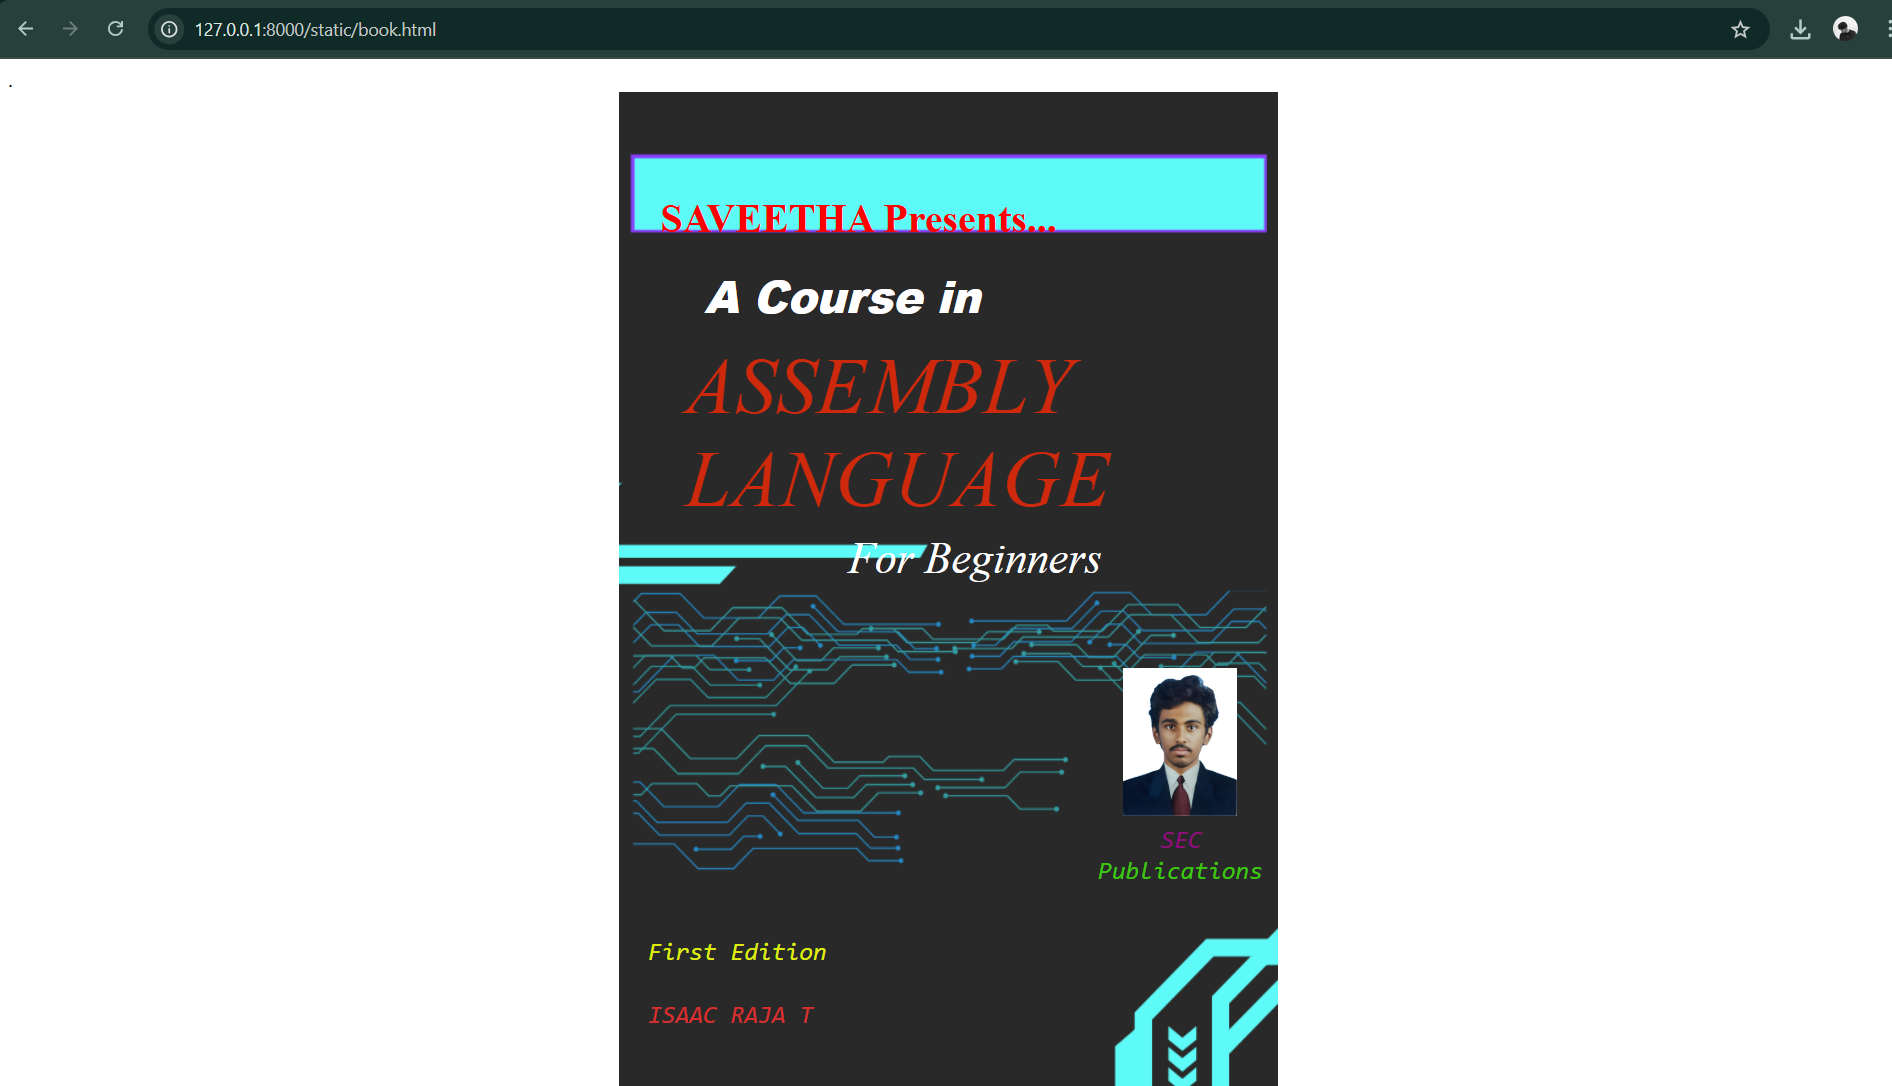 127.0.0.1:8000/static/book.html
.
SAVEETHA Presents...
A Course in
ASSEMBLY
LANGUAGE
For Beginners
SEC
Publications
First Edition
ISAAC RAJA T